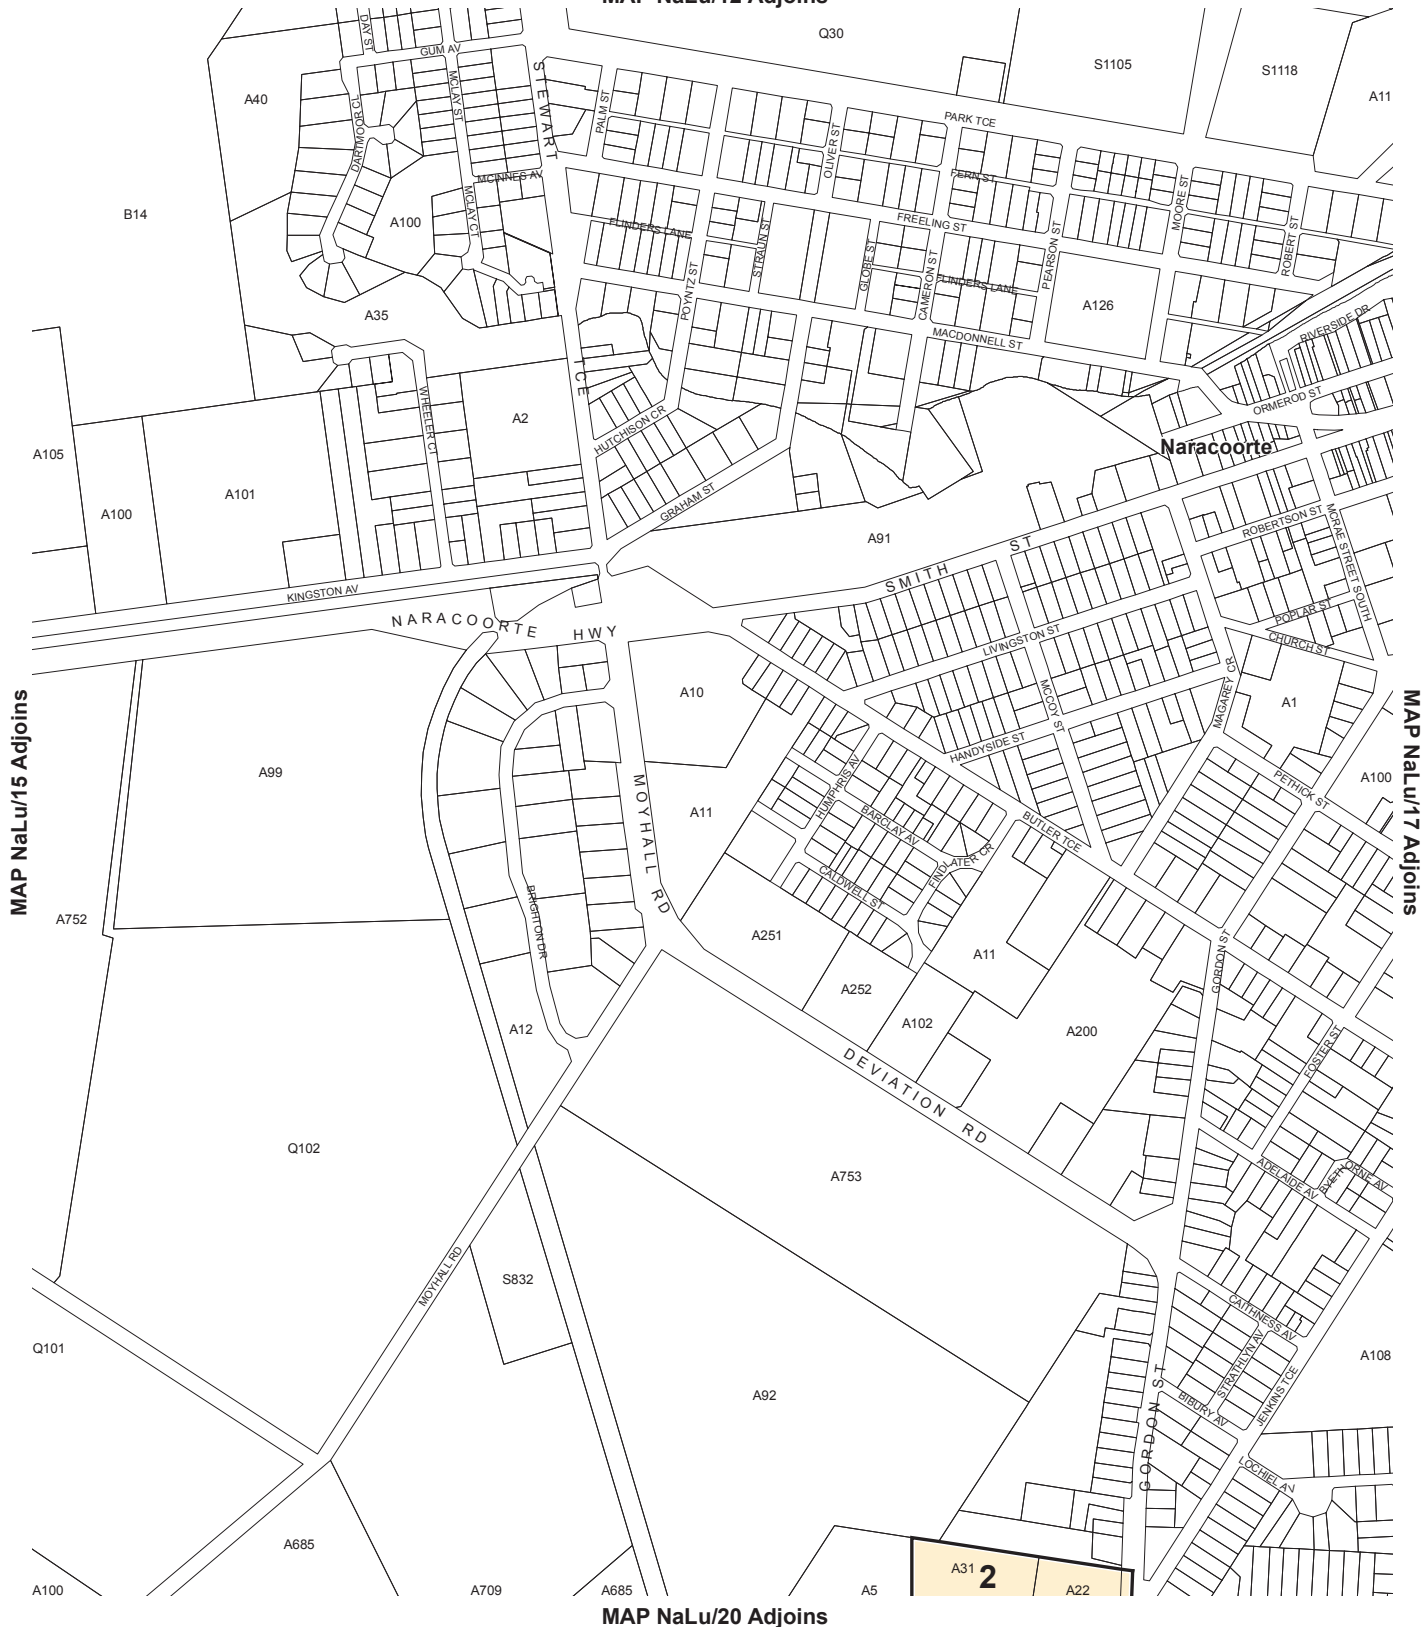 MAP NaLu/12 Adjoins
Q30
S1105
S1118
A11
A40
DAY ST
GUM AV
MCLAY ST
STEWART TCE
PALM ST
DARTMOOR CL
OLIVER ST
PARK TCE
MCINNES AV
MCLAY CT
FERN ST
MOORE ST
B14
A100
FLINDERS LANE
STRAUN ST
FREELING ST
GLOBE ST
CAMERON ST
PEARSON ST
ROBERT ST
POYNTZ ST
FLINDERS LANE
A126
A35
MACDONNELL ST
RIVERSIDE DR
WHEELER CT
A2
HUTCHISON CR
ORMEROD ST
Naracoorte
A105
A101
A100
GRAHAM ST
A91
SMITH ST
ROBERTSON ST
MCRAE STREET SOUTH
KINGSTON AV
NARACOORTE HWY
POPLAR ST
CHURCH ST
LIVINGSTON ST
MCCOY ST
MAGAREY CR
A10
A1
HANDYSIDE ST
MAP NaLu/15 Adjoins
MAP NaLu/17 Adjoins
A99
MOYHALL RD
HUMPHRIS AV
PETHICK ST
A100
A11
BARCLAY AV
BUTLER TCE
FINDLATER CR
CALDWELL ST
BRIGHTON DR
A752
A251
A11
GORDON ST
A252
A102
A200
A12
DEVIATION RD
FOSTER ST
Q102
A753
ADELAIDE AV
BYETH
ORNE AV
MOYHALL RD
S832
CAITHNESS AV
Q101
STRATHLYN AV
A108
A92
GORDON ST
BIBURY AV
JENKINS TCE
LOCHIEL AV
A685
A100
A709
A685
A5
A31
2
A22
MAP NaLu/20 Adjoins